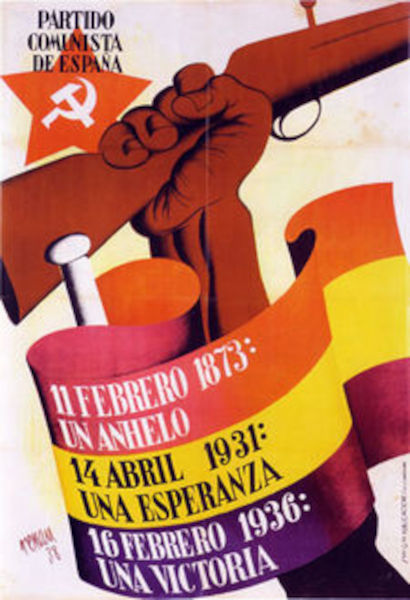 PARTIDO
COMUNISTA
DE ESPAÑA
11 FEBRERO 1873:
UN ANHELO
14 ABRIL 1931:
UNA ESPERANZA
16 FEBRERO 1936:
UNA VICTORIA
38